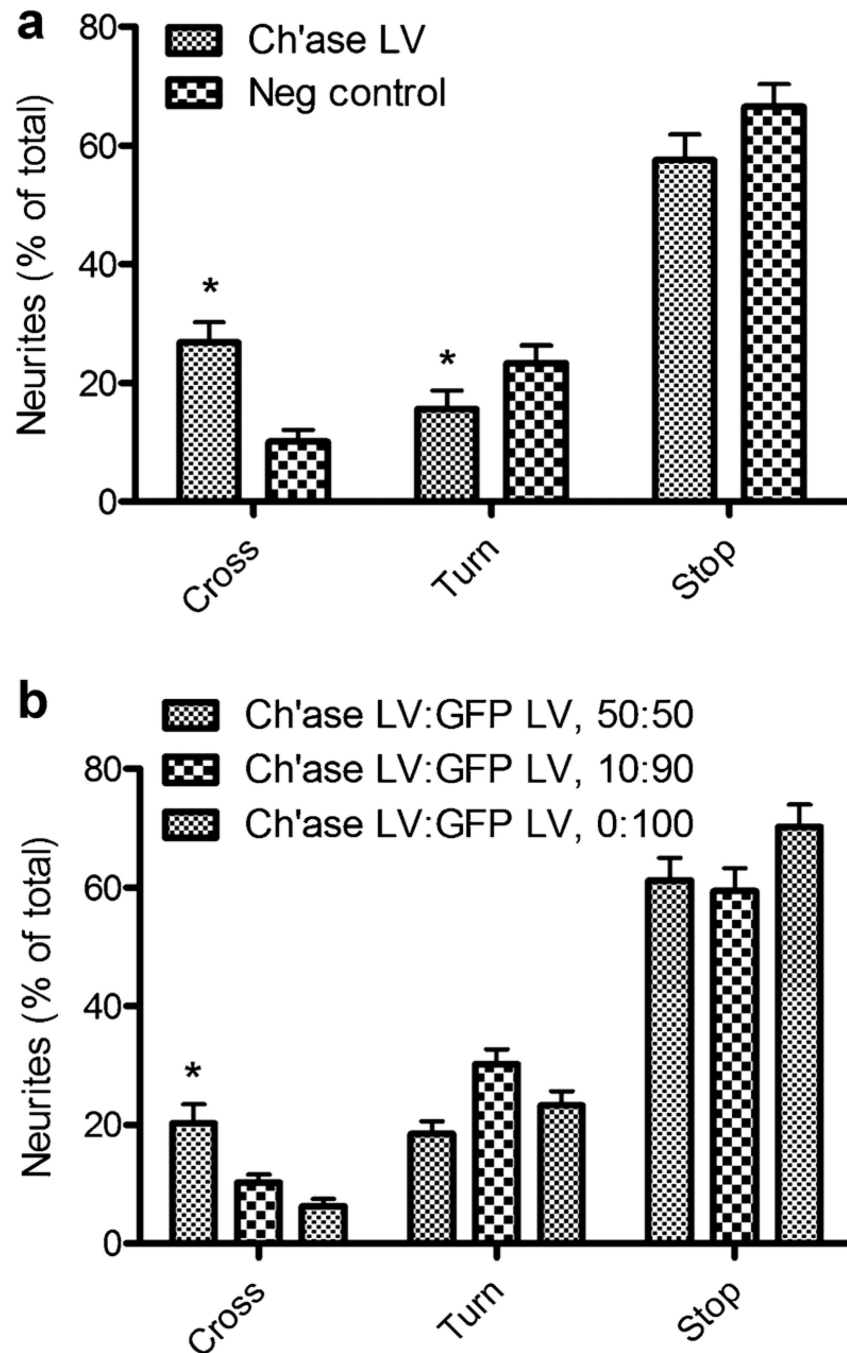 a
Ch'ase LV
Neg control
Neurites (% of total)
80
60
40
20
0
*
*
Cross
Turn
Stop
b
Ch'ase LV:GFP LV, 50:50
Ch'ase LV:GFP LV, 10:90
Ch'ase LV:GFP LV, 0:100
Neurites (% of total)
80
60
40
20
0
*
Cross
Turn
Stop